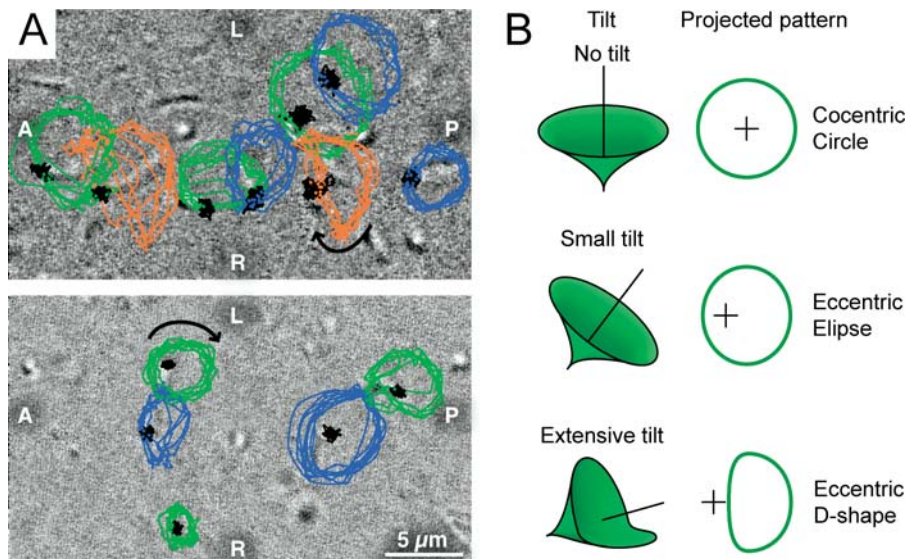 A
L
A
P
R
L
A
P
R
5 µm
B
Tilt
Projected pattern
No tilt
Cocentric
Circle
Small tilt
Eccentric
Elipse
Extensive tilt
Eccentric
D-shape